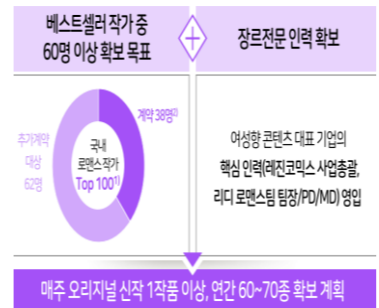 베스트셀러 작가 중
60명 이상 확보 목표
장르전문 인력 확보
계약 38명2)
추가계약
대상
62명
국내
로맨스 작가
Top 1001)
여성향 콘텐츠 대표 기업의
핵심 인력(레진코믹스 사업총괄,
리디 로맨스팀 팀장/PD/MD) 영입
매주 오리지널 신작 1작품 이상, 연간 60~70종 확보 계획